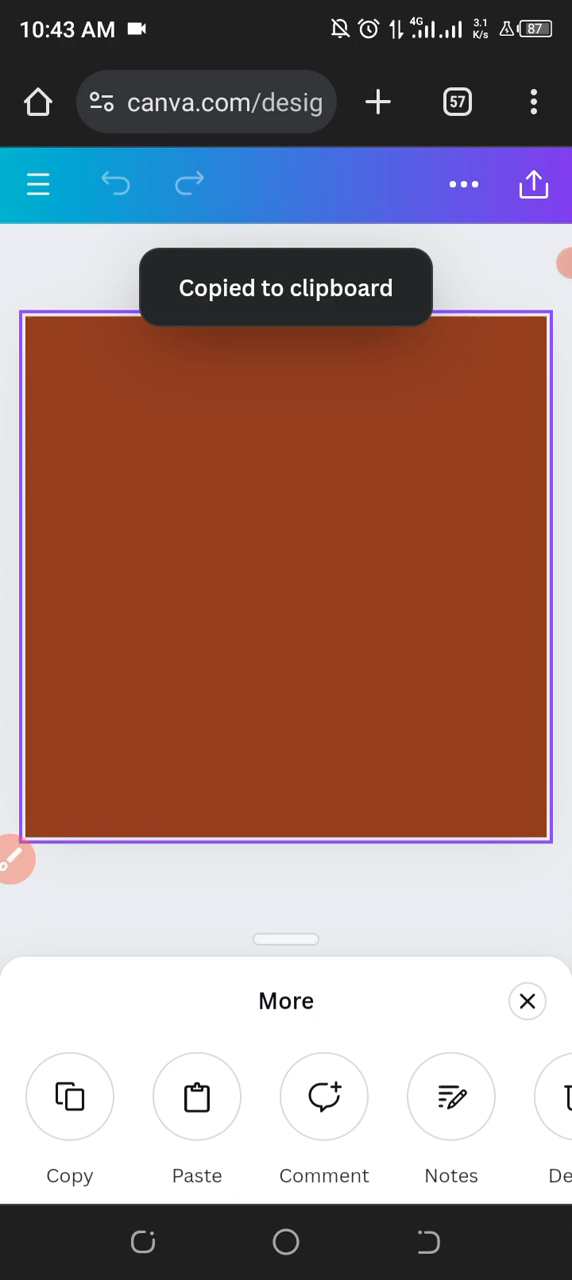 10:43 AM 4G 3.1 K/s 87
canva.com/desig 57
Copied to clipboard
More
Copy Paste Comment Notes De